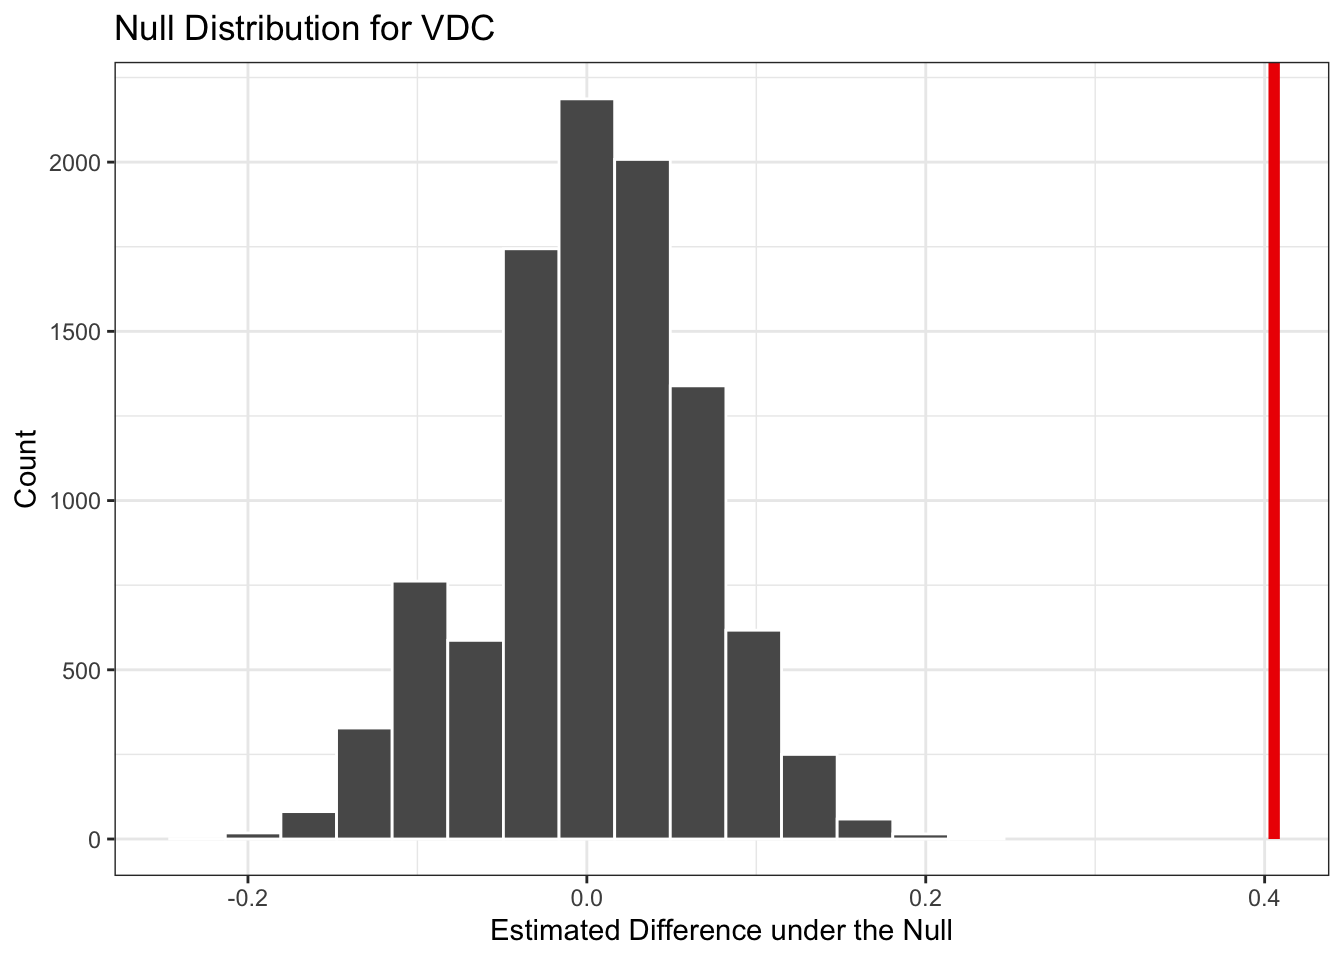 Null Distribution for VDC
2000
1500
1000
500
0
Count
-0.2 0.0 0.2 0.4
Estimated Difference under the Null